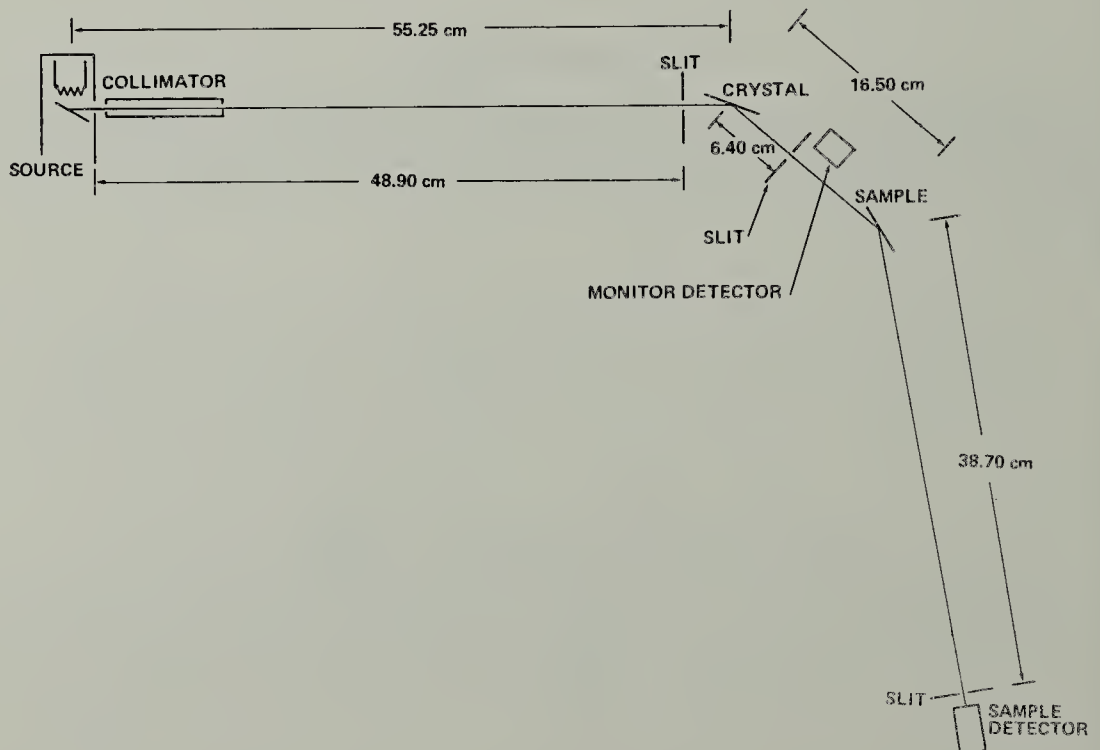 55.25 cm
SLIT
COLLIMATOR
CRYSTAL
16.50 cm
6.40 cm
SOURCE
48.90 cm
SAMPLE
SLIT
MONITOR DETECTOR
38.70 cm
SLIT
SAMPLE
DETECTOR